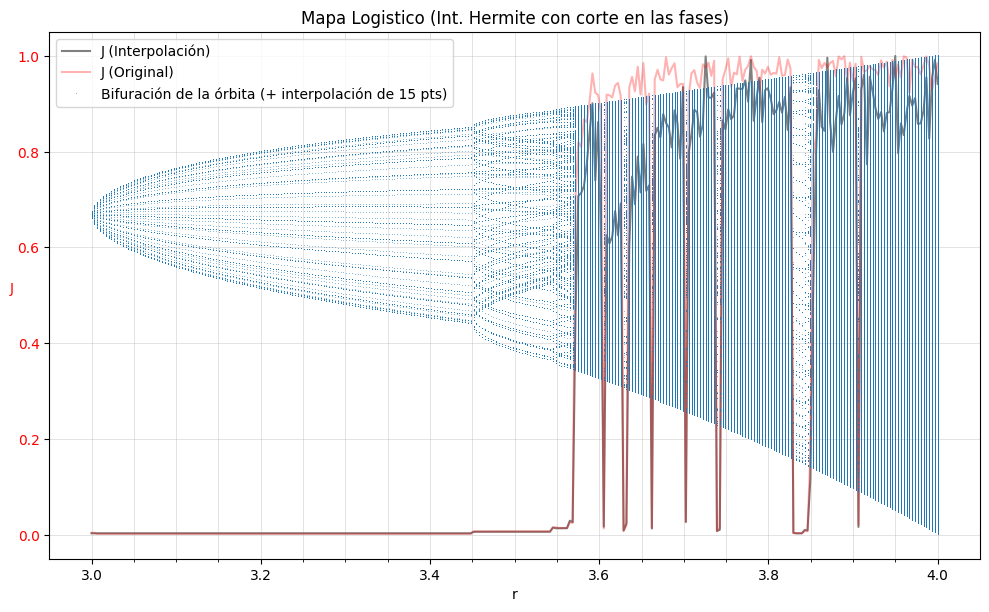 Mapa Logistico (Int. Hermite con corte en las fases)
J (Interpolación)
J (Original)
Bifuración de la órbita (+ interpolación de 15 pts)
1.0
0.8
0.6
J
0.4
0.2
0.0
3.0 3.2 3.4 3.6 3.8 4.0
r